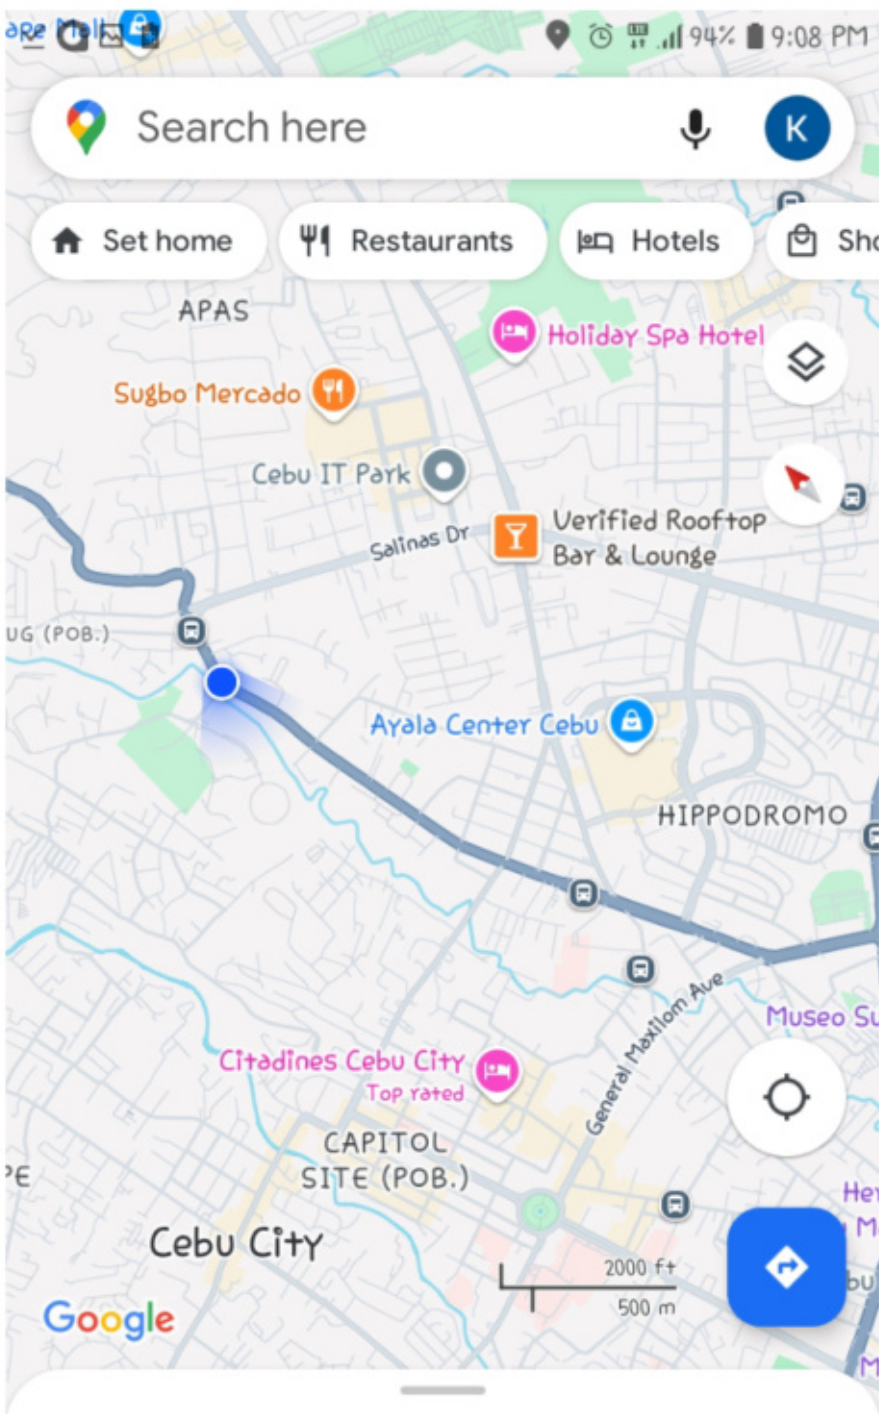 94% 9:08 PM
Search here
K
Set home
Restaurants
Hotels
APAS
Holiday Spa Hotel
Sugbo Mercado
Cebu IT Park
Verified Rooftop
Bar & Lounge
Salinas Dr
UG (POB.)
Ayala Center Cebu
HIPPODROMO
General Maxilom Ave
Museo Su
Citadines Cebu City
Top rated
CAPITOL
SITE (POB.)
Cebu City
2000 ft
500 m
Google